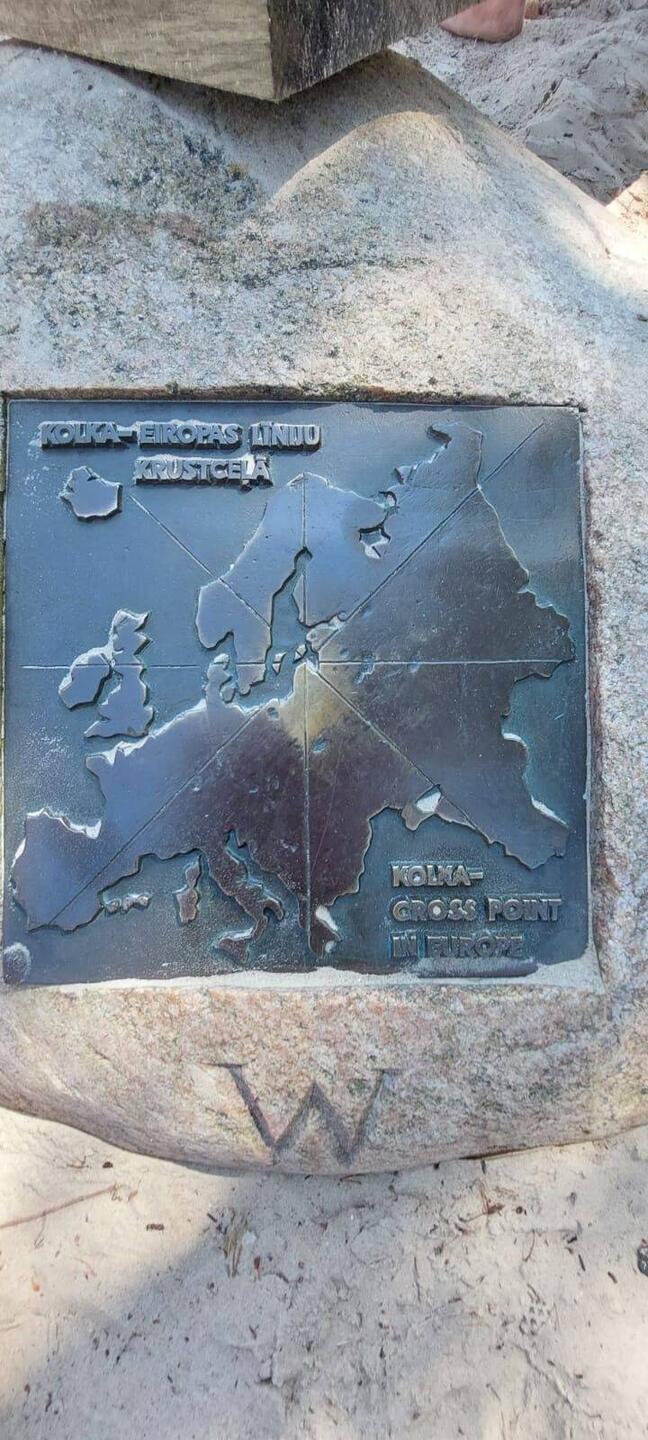 KOLKA-EIROPAS LĪNIJU
KRUSTCEĻĀ
KOLKA-
CROSS POINT
IN EUROPE
W